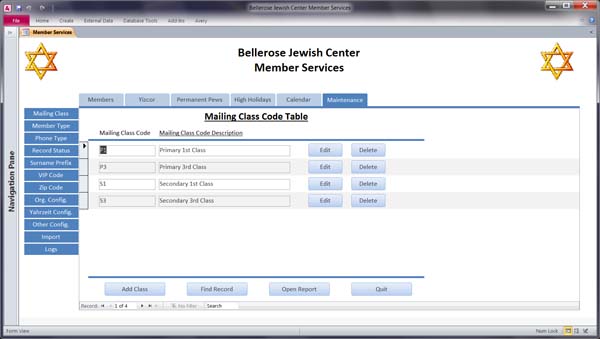 Bellerose Jewish Center Member Services
File Home Create External Data Database Tools Add-Ins Avery
Member Services
Bellerose Jewish Center
Member Services
Members Yizcor Permanent Pews High Holidays Calendar Maintenance
Navigation Pane
Mailing Class
Member Type
Phone Type
Record Status
Surname Prefix
VIP Code
Zip Code
Org. Config.
Yahrzeit Config.
Other Config.
Import
Logs
Mailing Class Code Table
Mailing Class Code Mailing Class Code Description
P1 Primary 1st Class Edit Delete
P3 Primary 3rd Class Edit Delete
S1 Secondary 1st Class Edit Delete
S3 Secondary 3rd Class Edit Delete
Add Class Find Record Open Report Quit
Record: 1 of 4 No Filter Search
Form View Num Lock